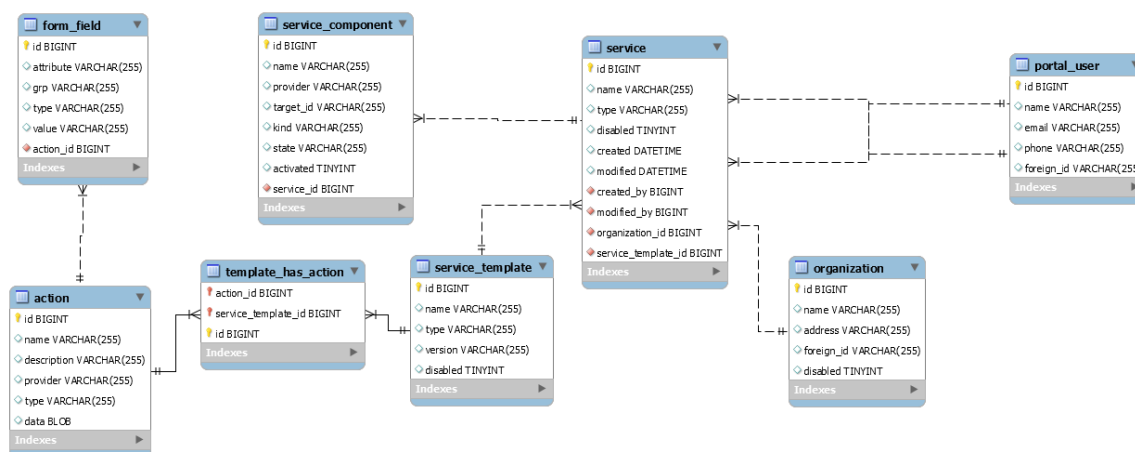 form_field
id BIGINT
attribute VARCHAR(255)
grp VARCHAR(255)
type VARCHAR(255)
value VARCHAR(255)
action_id BIGINT
Indexes
service_component
id BIGINT
name VARCHAR(255)
provider VARCHAR(255)
target_id VARCHAR(255)
kind VARCHAR(255)
state VARCHAR(255)
activated TINYINT
service_id BIGINT
Indexes
service
id BIGINT
name VARCHAR(255)
type VARCHAR(255)
disabled TINYINT
created DATETIME
modified DATETIME
created_by BIGINT
modified_by BIGINT
organization_id BIGINT
service_template_id BIGINT
Indexes
portal_user
id BIGINT
name VARCHAR(255)
email VARCHAR(255)
phone VARCHAR(255)
foreign_id VARCHAR(255
Indexes
action
id BIGINT
name VARCHAR(255)
description VARCHAR(255)
provider VARCHAR(255)
type VARCHAR(255)
data BLOB
Indexes
template_has_action
action_id BIGINT
service_template_id BIGINT
id BIGINT
Indexes
service_template
id BIGINT
name VARCHAR(255)
type VARCHAR(255)
version VARCHAR(255)
disabled TINYINT
Indexes
organization
id BIGINT
name VARCHAR(255)
address VARCHAR(255)
foreign_id VARCHAR(255)
disabled TINYINT
Indexes